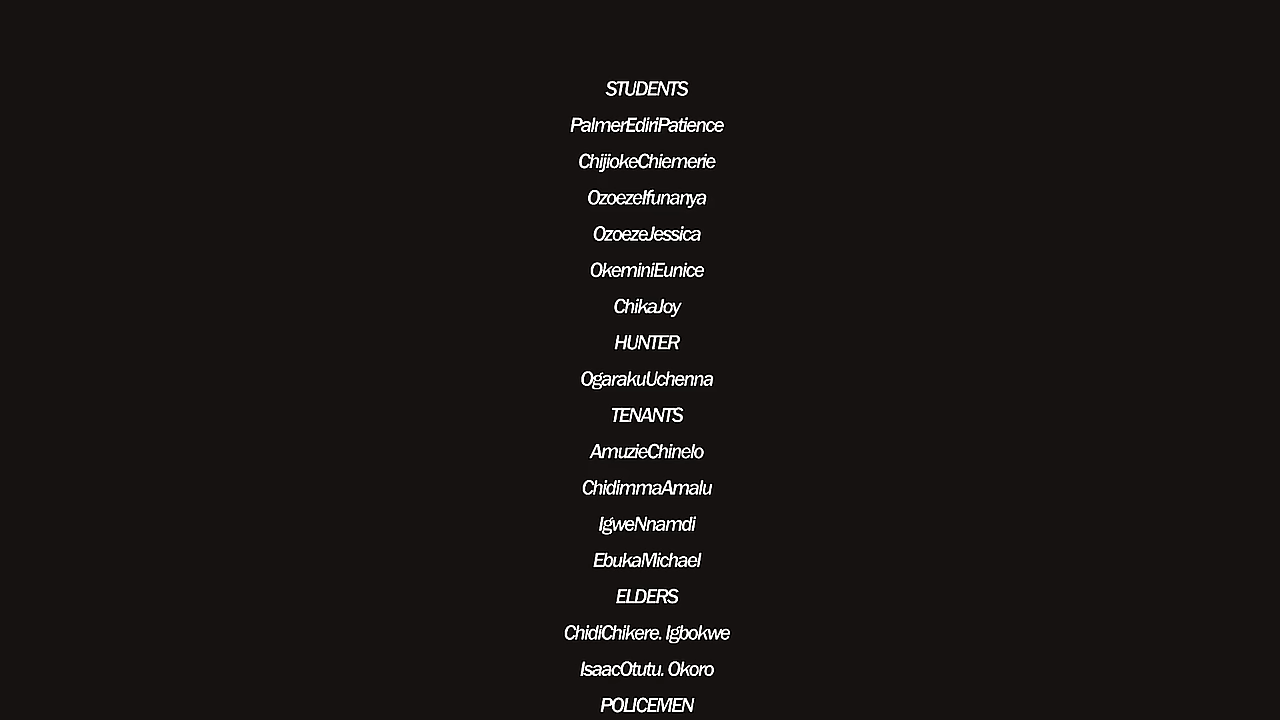 STUDENTS
PalmerEdiriPatience
ChijiokeChiemerie
OzoezeIfunanya
OzoezeJessica
OkeminiEunice
ChikaJoy
HUNTER
OgarakuUchenna
TENANTS
AmuzieChinelo
ChidimmaAmalu
IgweNnamdi
EbukaMichael
ELDERS
ChidiChikere. Igbokwe
IsaacOtutu. Okoro
POLICEMEN